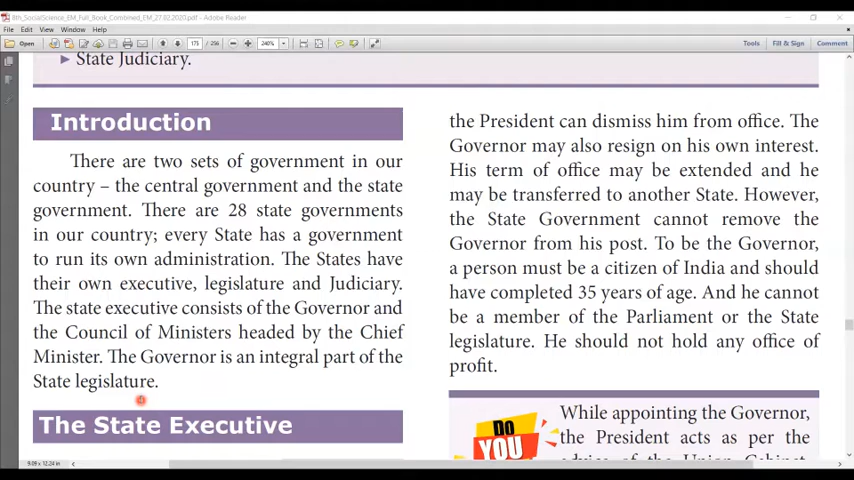 8th_SocialScience_EM_Full_Book_Combined_EM_27.02.2020.pdf - Adobe Reader
File Edit View Window Help
Open 175 / 256 240% Tools Fill & Sign Comment
► State Judiciary.
Introduction
There are two sets of government in our
country – the central government and the state
government. There are 28 state governments
in our country; every State has a government
to run its own administration. The States have
their own executive, legislature and Judiciary.
The state executive consists of the Governor and
the Council of Ministers headed by the Chief
Minister. The Governor is an integral part of the
State legislature.
The State Executive
the President can dismiss him from office. The
Governor may also resign on his own interest.
His term of office may be extended and he
may be transferred to another State. However,
the State Government cannot remove the
Governor from his post. To be the Governor,
a person must be a citizen of India and should
have completed 35 years of age. And he cannot
be a member of the Parliament or the State
legislature. He should not hold any office of
profit.
DO
YOU
While appointing the Governor,
the President acts as per the
advice of the Union Cabinet.
9.09 x 12.24 in